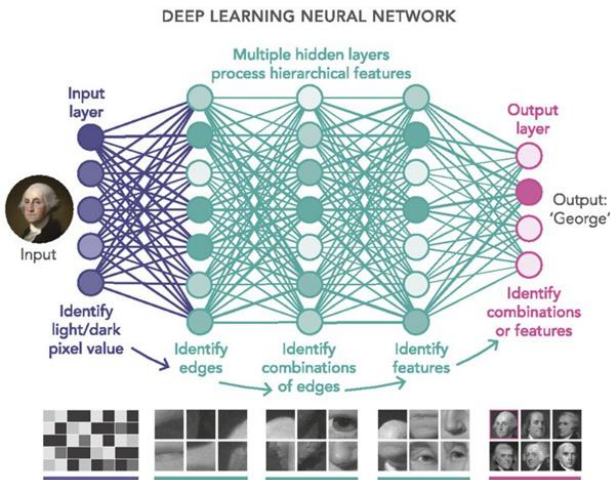 DEEP LEARNING NEURAL NETWORK
Multiple hidden layers
process hierarchical features
Input
layer
Output
layer
Input
Output:
'George'
Identify
light/dark
pixel value
Identify
edges
Identify
combinations
of edges
Identify
features
Identify
combinations
or features